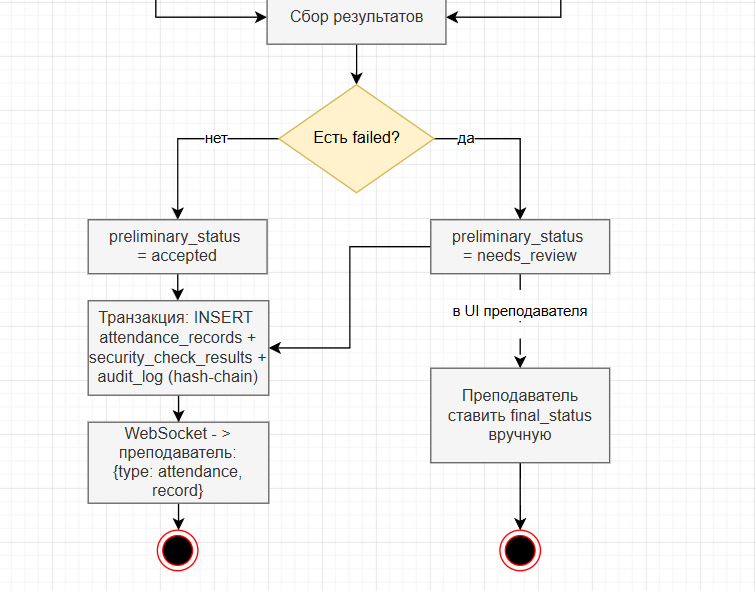 Сбор результатов
Есть failed?
нет
да
preliminary_status
= accepted
preliminary_status
= needs_review
Транзакция: INSERT
attendance_records +
security_check_results +
audit_log (hash-chain)
в UI преподавателя
Преподаватель
ставить final_status
вручную
WebSocket - >
преподаватель:
{type: attendance,
record}